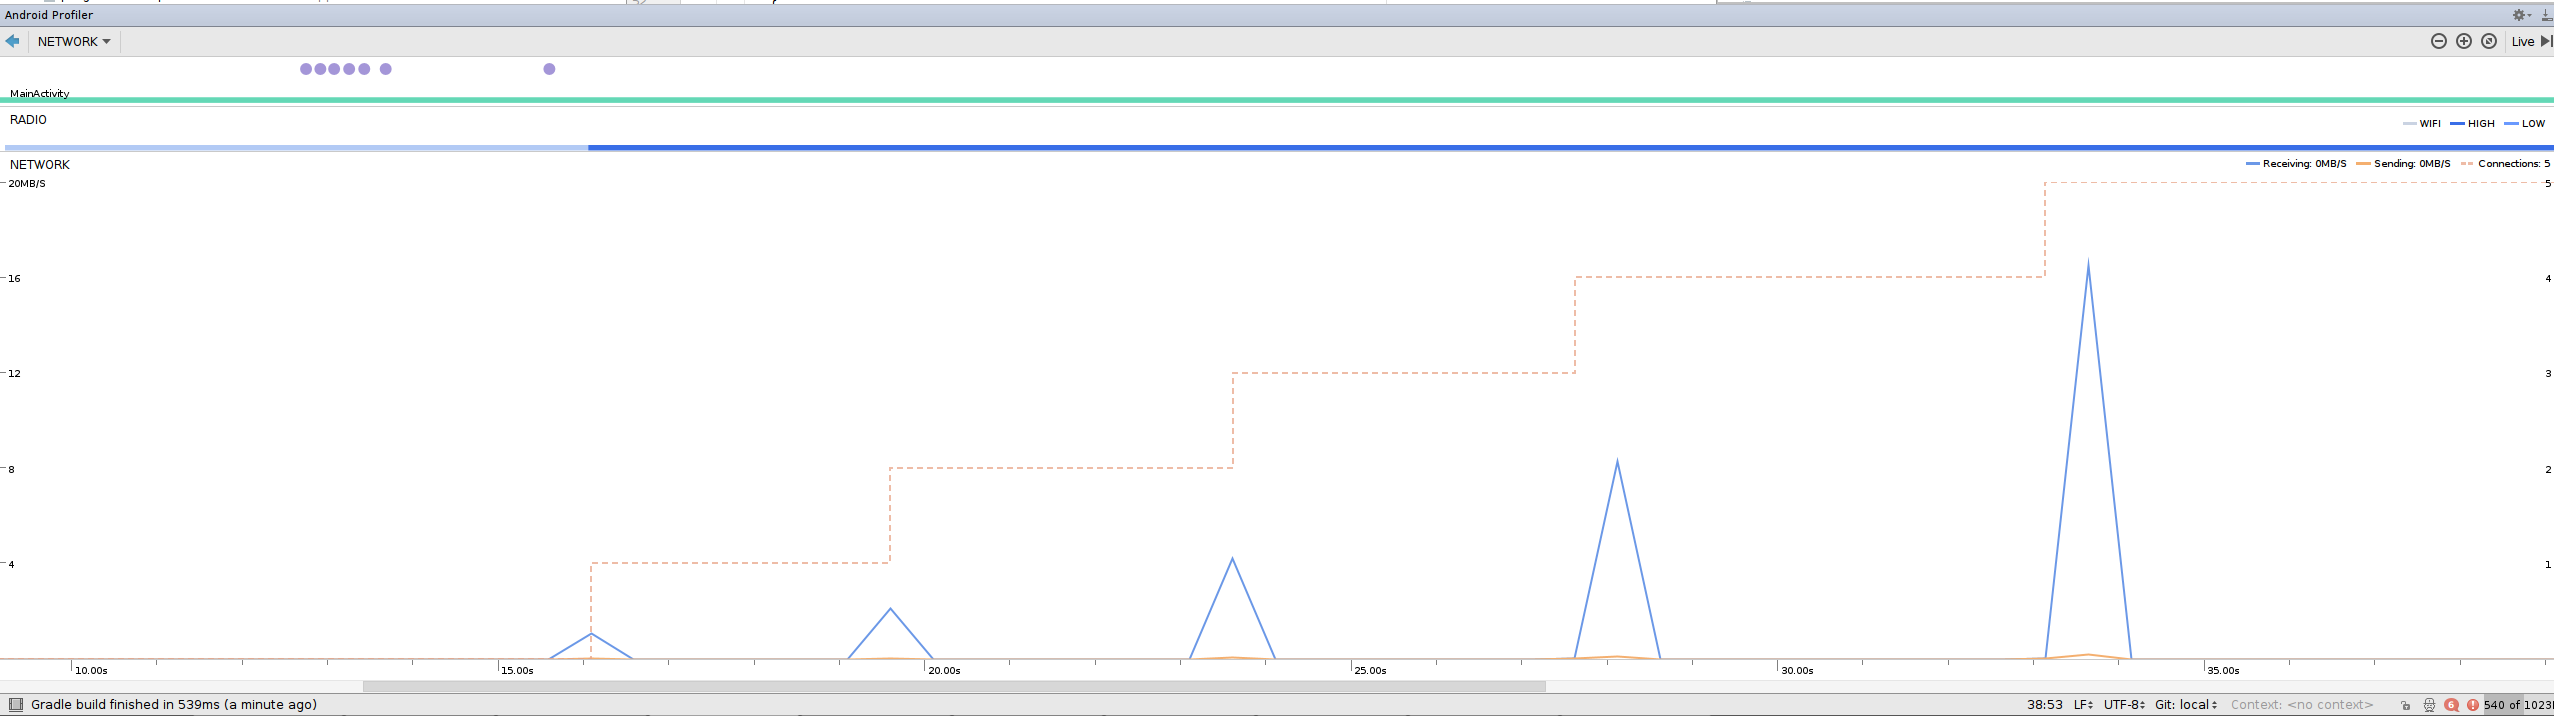 Android Profiler
NETWORK
Live
MainActivity
RADIO
WIFI HIGH LOW
NETWORK
Receiving: 0MB/S Sending: 0MB/S Connections: 5
20MB/S
5
16
4
12
3
8
2
4
1
10.00s 15.00s 20.00s 25.00s 30.00s 35.00s
Gradle build finished in 539ms (a minute ago)
38:53 LF UTF-8 Git: local Context: <no context> 6 540 of 1023